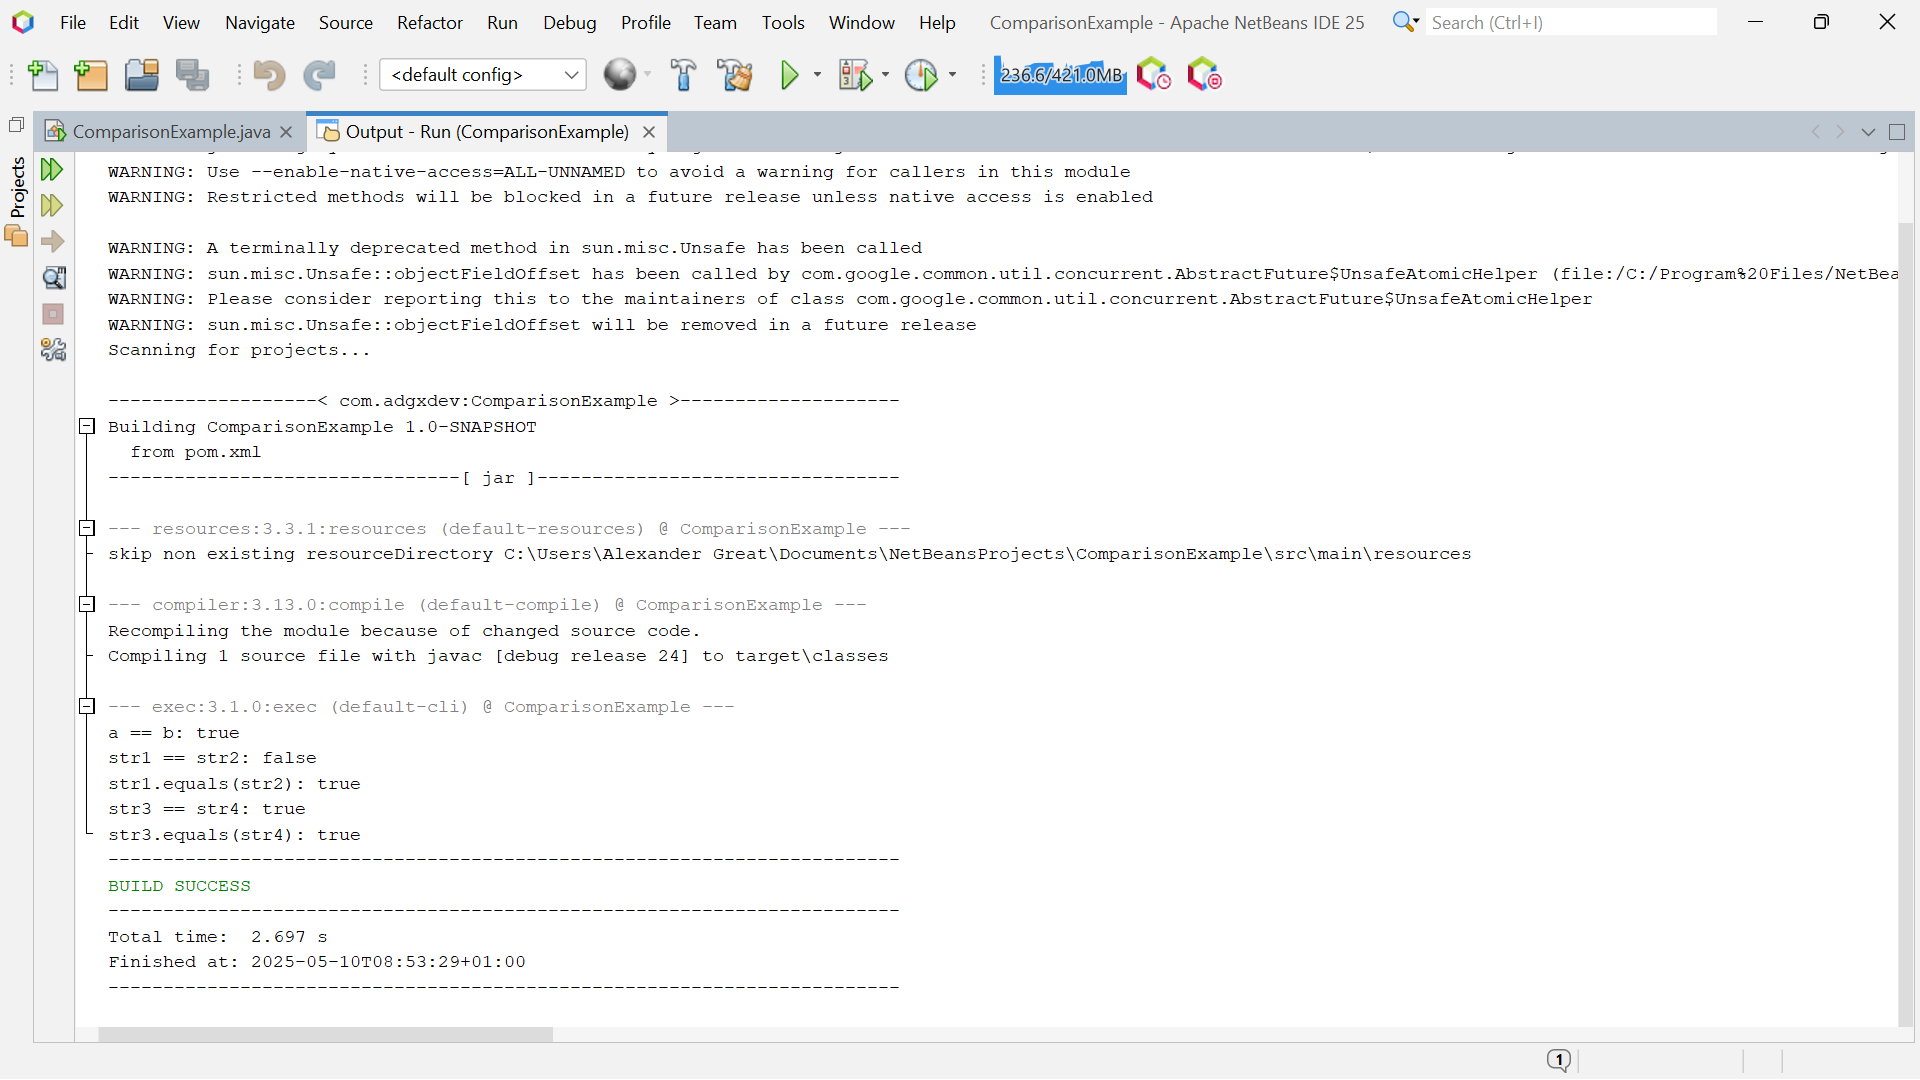 File Edit View Navigate Source Refactor Run Debug Profile Team Tools Window Help ComparisonExample - Apache NetBeans IDE 25 Search (Ctrl+I)
<default config> 236.6/421.0MB
ComparisonExample.java Output - Run (ComparisonExample)
Projects
WARNING: Use --enable-native-access=ALL-UNNAMED to avoid a warning for callers in this module
WARNING: Restricted methods will be blocked in a future release unless native access is enabled
WARNING: A terminally deprecated method in sun.misc.Unsafe has been called
WARNING: sun.misc.Unsafe::objectFieldOffset has been called by com.google.common.util.concurrent.AbstractFuture$UnsafeAtomicHelper (file:/C:/Program%20Files/NetBea
WARNING: Please consider reporting this to the maintainers of class com.google.common.util.concurrent.AbstractFuture$UnsafeAtomicHelper
WARNING: sun.misc.Unsafe::objectFieldOffset will be removed in a future release
Scanning for projects...
-------------------< com.adgxdev:ComparisonExample >--------------------
Building ComparisonExample 1.0-SNAPSHOT
from pom.xml
--------------------------------[ jar ]---------------------------------
--- resources:3.3.1:resources (default-resources) @ ComparisonExample ---
skip non existing resourceDirectory C:\Users\Alexander Great\Documents\NetBeansProjects\ComparisonExample\src\main\resources
--- compiler:3.13.0:compile (default-compile) @ ComparisonExample ---
Recompiling the module because of changed source code.
Compiling 1 source file with javac [debug release 24] to target\classes
--- exec:3.1.0:exec (default-cli) @ ComparisonExample ---
a == b: true
str1 == str2: false
str1.equals(str2): true
str3 == str4: true
str3.equals(str4): true
------------------------------------------------------------------------
BUILD SUCCESS
------------------------------------------------------------------------
Total time:  2.697 s
Finished at: 2025-05-10T08:53:29+01:00
------------------------------------------------------------------------
1